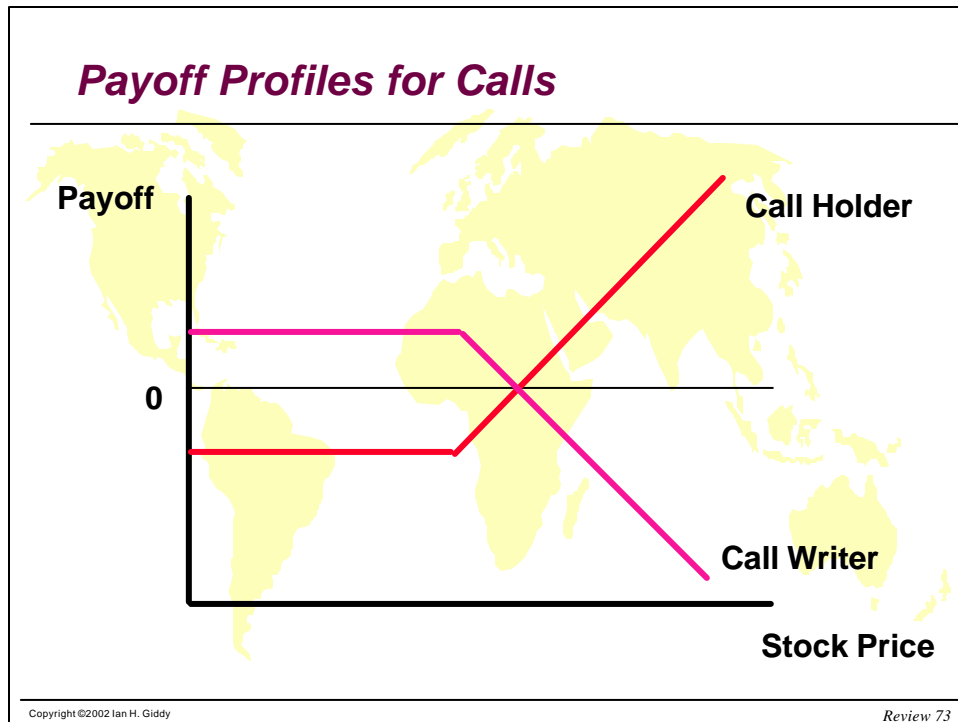 Payoff Profiles for Calls
Payoff
Call Holder
0
Call Writer
Stock Price
Copyright ©2002 Ian H. Giddy
Review 73